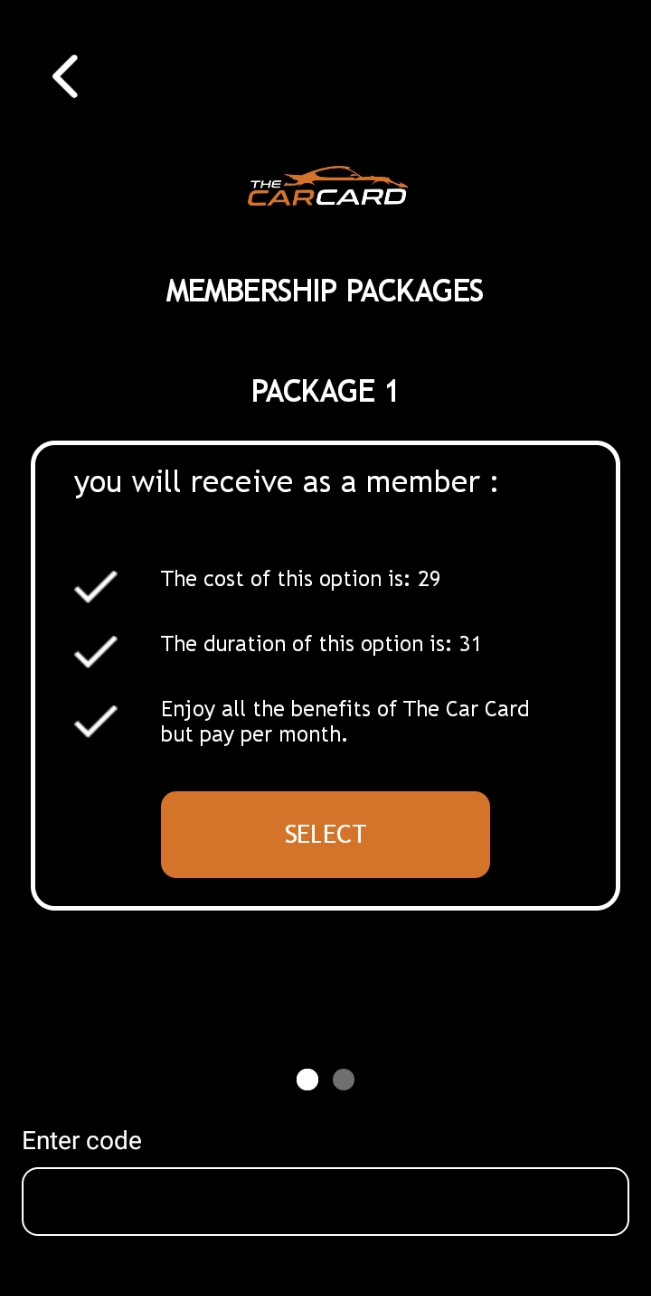 THE
CARCARD
MEMBERSHIP PACKAGES
PACKAGE 1
you will receive as a member :
The cost of this option is: 29
The duration of this option is: 31
Enjoy all the benefits of The Car Card
but pay per month.
SELECT
Enter code